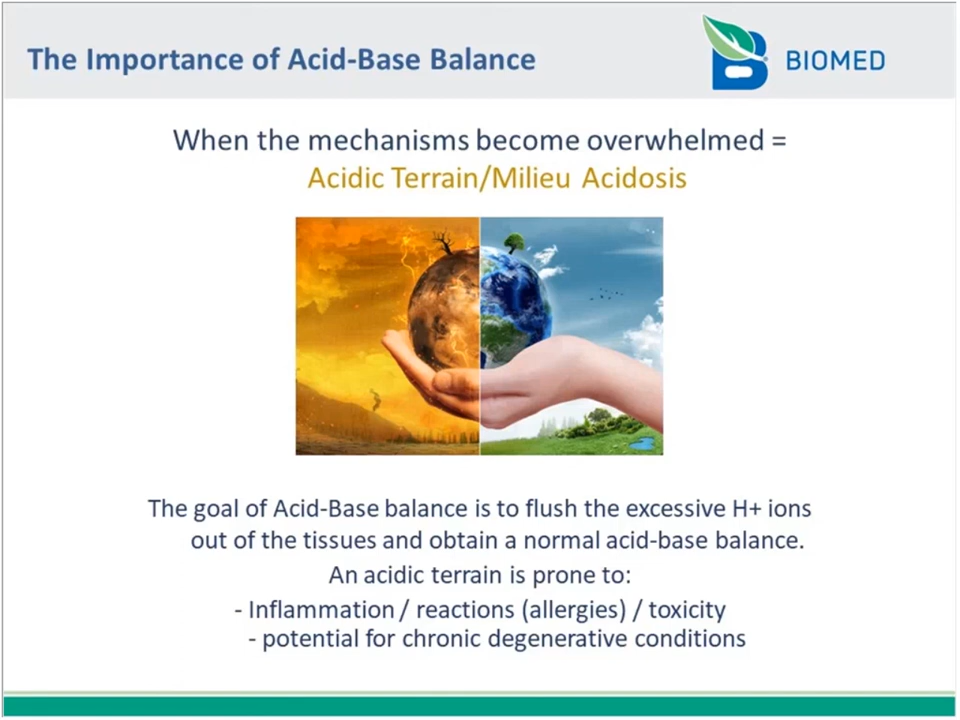 The Importance of Acid-Base Balance
BIOMED
When the mechanisms become overwhelmed =
Acidic Terrain/Milieu Acidosis
The goal of Acid-Base balance is to flush the excessive H+ ions
out of the tissues and obtain a normal acid-base balance.
An acidic terrain is prone to:
- Inflammation / reactions (allergies) / toxicity
- potential for chronic degenerative conditions